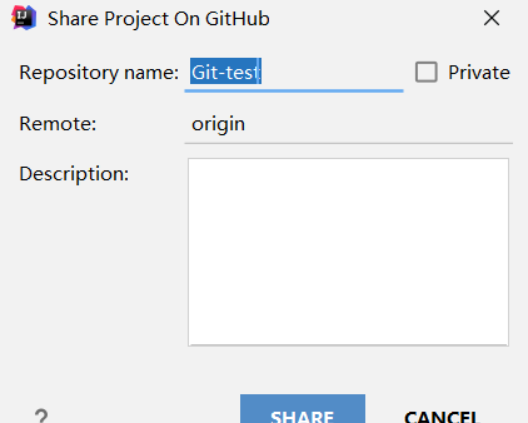 Share Project On GitHub
Repository name: Git-test Private
Remote: origin
Description:
? SHARE CANCEL